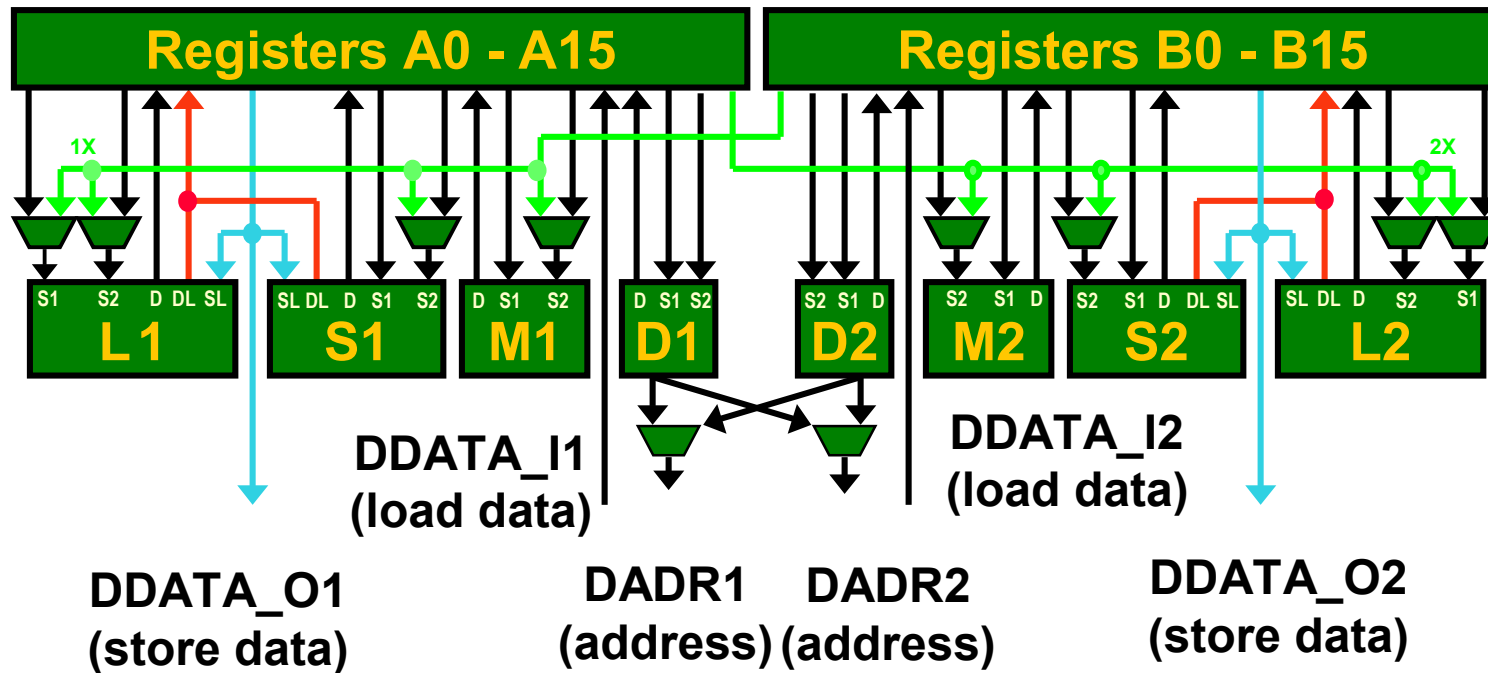 Registers A0 - A15
Registers B0 - B15
1X
2X
S1 S2 D DL SL
SL DL D S1 S2
D S1 S2
D S1 S2
S2 S1 D
S2 S1 D
S2 S1 D DL SL
SL DL D S2 S1
L1
S1
M1
D1
D2
M2
S2
L2
DDATA_I1
(load data)
DDATA_I2
(load data)
DDATA_O1
(store data)
DADR1
(address)
DADR2
(address)
DDATA_O2
(store data)